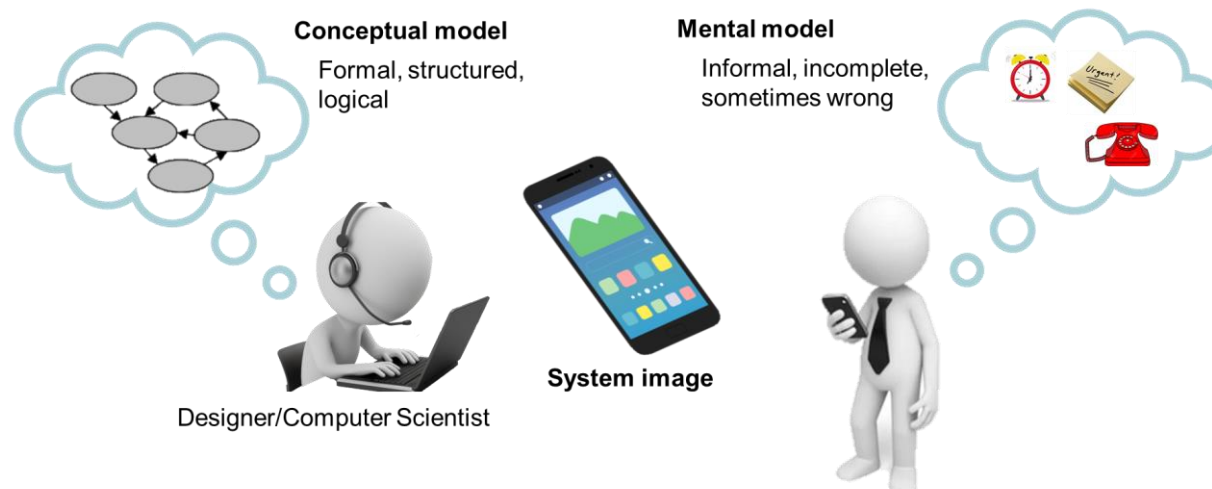 Conceptual model
Formal, structured,
logical
Mental model
Informal, incomplete,
sometimes wrong
Urgent!
System image
Designer/Computer Scientist